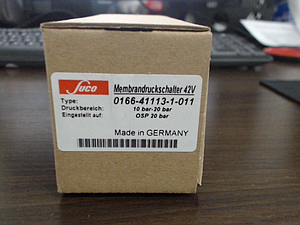 Suco
Membrandruckschalter 42V
Type: 0166-41113-1-011
Druckbereich: 10 bar-20 bar
Eingestellt auf: OSP 20 bar
Made in GERMANY